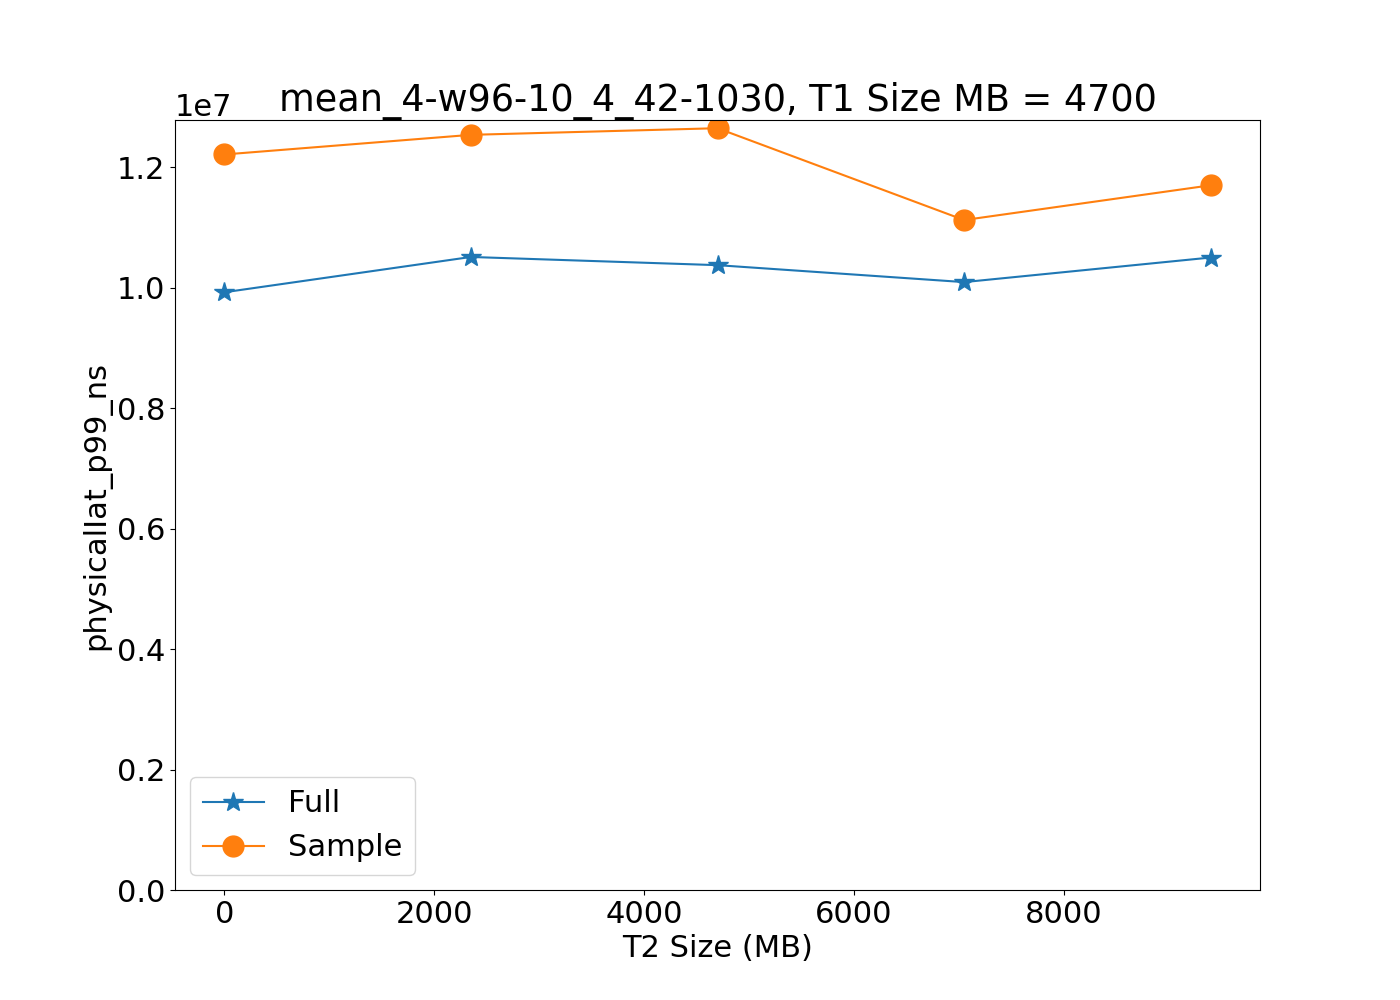 mean_4-w96-10_4_42-1030, T1 Size MB = 4700
1e7
1.2
1.0
0.8
0.6
0.4
0.2
0.0
physicallat_p99_ns
Full
Sample
0 2000 4000 6000 8000
T2 Size (MB)